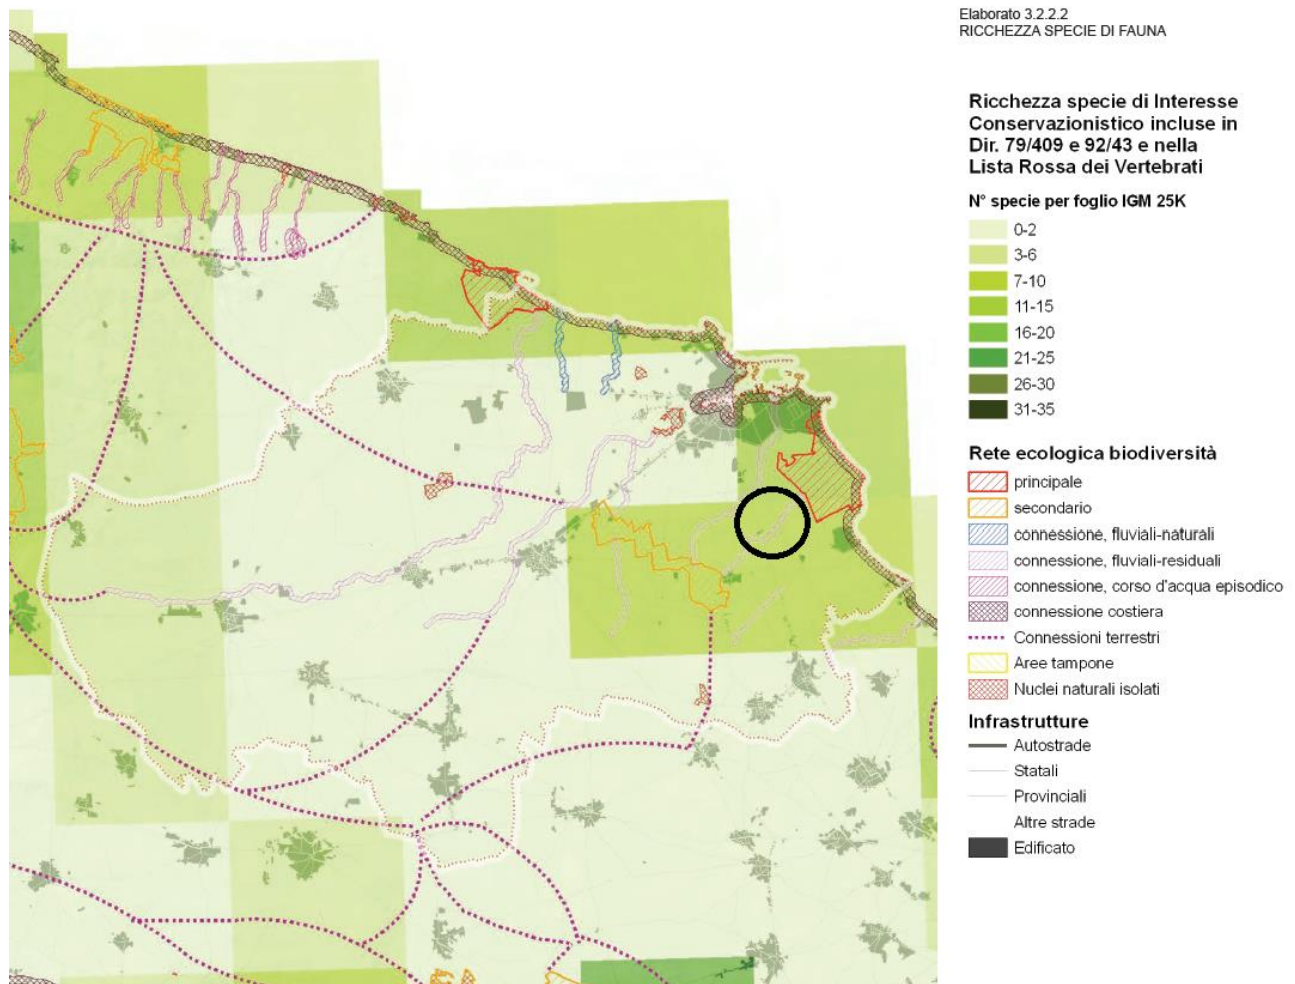 Elaborato 3.2.2.2
RICCHEZZA SPECIE DI FAUNA
Ricchezza specie di Interesse
Conservazionistico incluse in
Dir. 79/409 e 92/43 e nella
Lista Rossa dei Vertebrati
N° specie per foglio IGM 25K
0-2
3-6
7-10
11-15
16-20
21-25
26-30
31-35
Rete ecologica biodiversità
principale
secondario
connessione, fluviali-naturali
connessione, fluviali-residuali
connessione, corso d'acqua episodico
connessione costiera
Connessioni terrestri
Aree tampone
Nuclei naturali isolati
Infrastrutture
Autostrade
Statali
Provinciali
Altre strade
Edificato